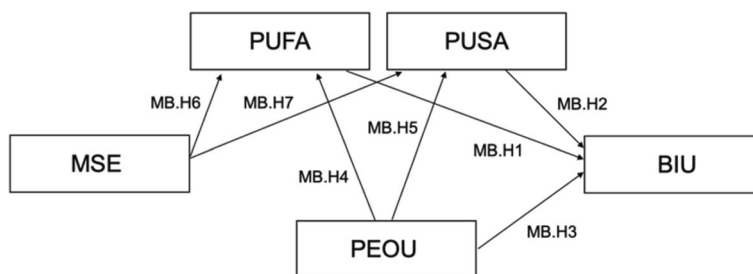 PUFA
PUSA
MB.H6
MB.H7
MB.H2
MSE
MB.H5
MB.H1
BIU
MB.H4
PEOU
MB.H3